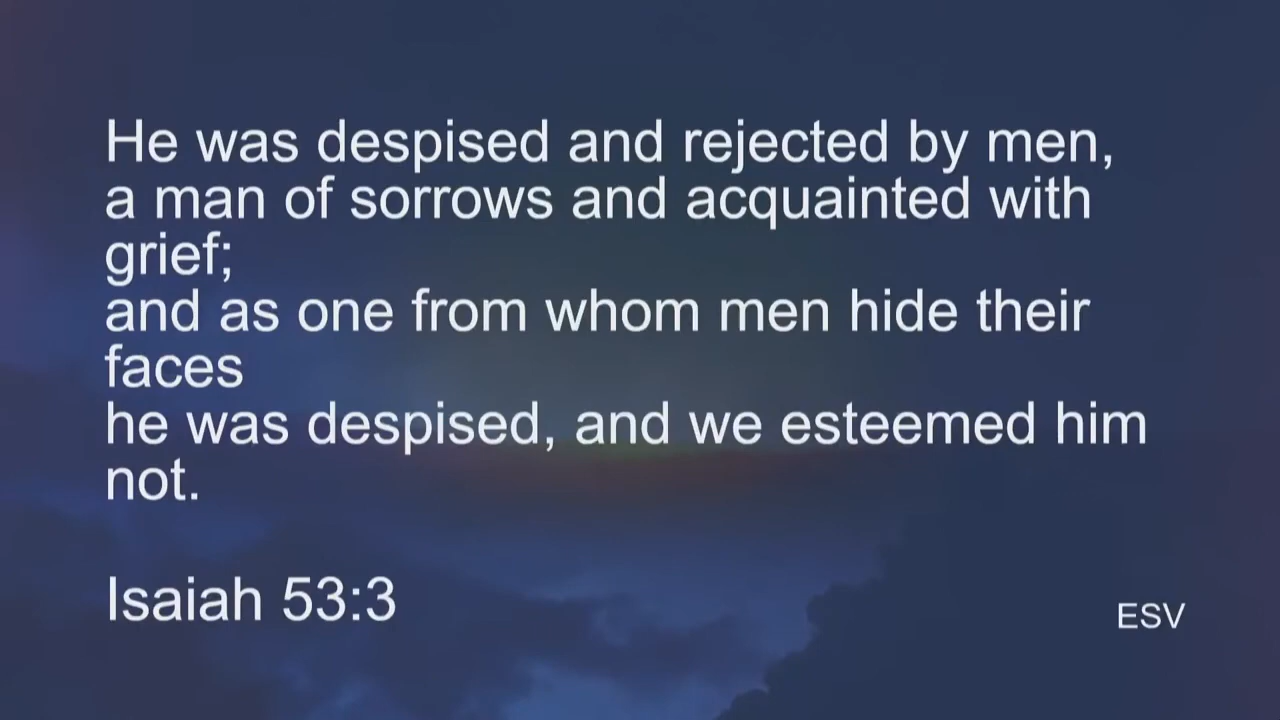 He was despised and rejected by men,
a man of sorrows and acquainted with
grief;
and as one from whom men hide their
faces
he was despised, and we esteemed him
not.
Isaiah 53:3
ESV